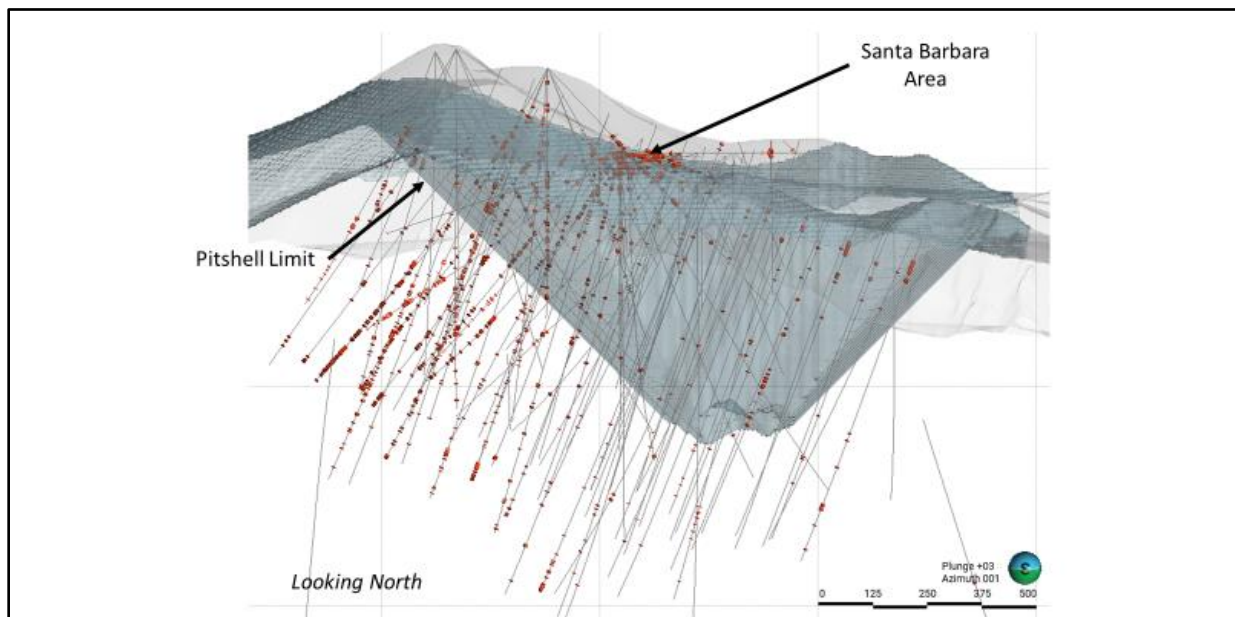 Santa Barbara
Area
Pitshell Limit
Looking North
Plunge +03
Azimuth 001
S
0 125 250 375 500